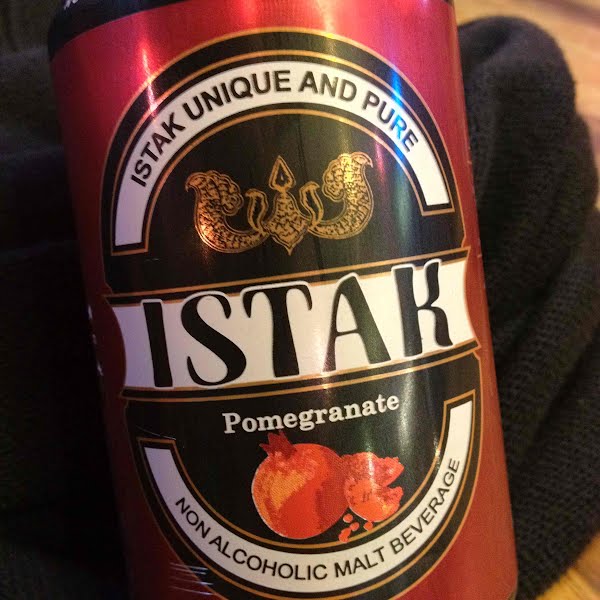 ISTAK UNIQUE AND PURE
ISTAK
Pomegranate
NON ALCOHOLIC MALT BEVERAGE